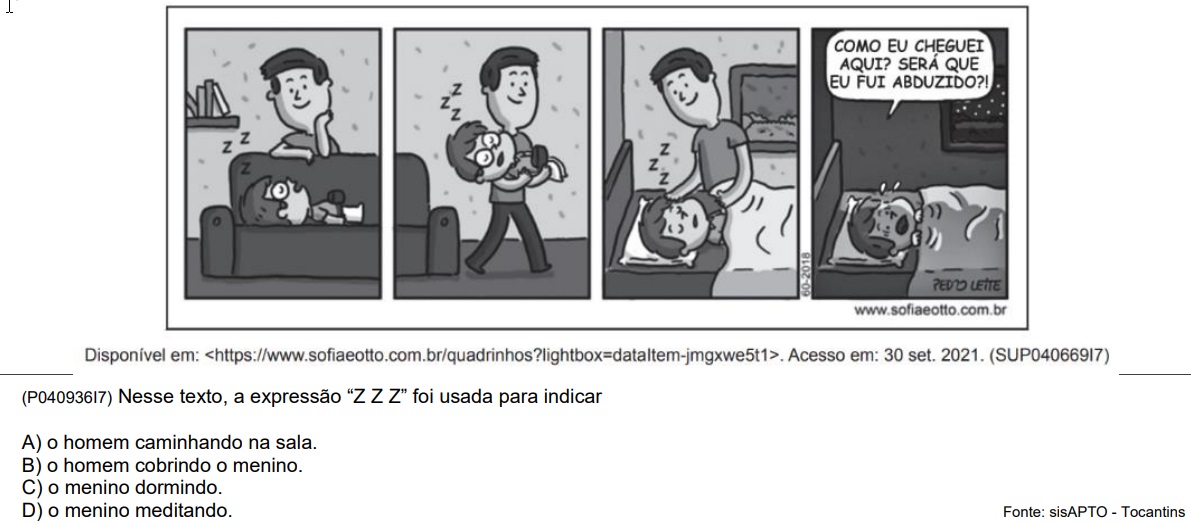 Z
Z
Z
Z
Z
Z
Z
Z
Z
Z
COMO EU CHEGUEI
AQUI? SERÁ QUE
EU FUI ABDUZIDO?!
60-2018
PEDRO LEITE
www.sofiaeotto.com.br
Disponível em: <https://www.sofiaeotto.com.br/quadrinhos?lightbox=dataItem-jmgxwe5t1>. Acesso em: 30 set. 2021. (SUP040669I7)
(P040936I7) Nesse texto, a expressão “Z Z Z” foi usada para indicar
A) o homem caminhando na sala.
B) o homem cobrindo o menino.
C) o menino dormindo.
D) o menino meditando.
Fonte: sisAPTO - Tocantins